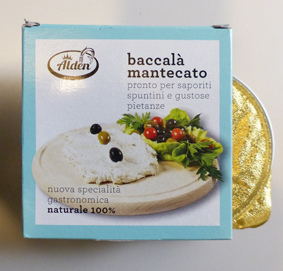 Alden
baccalà
mantecato
pronto per saporiti
spuntini e gustose
pietanze
nuova specialità
gastronomica
naturale 100%